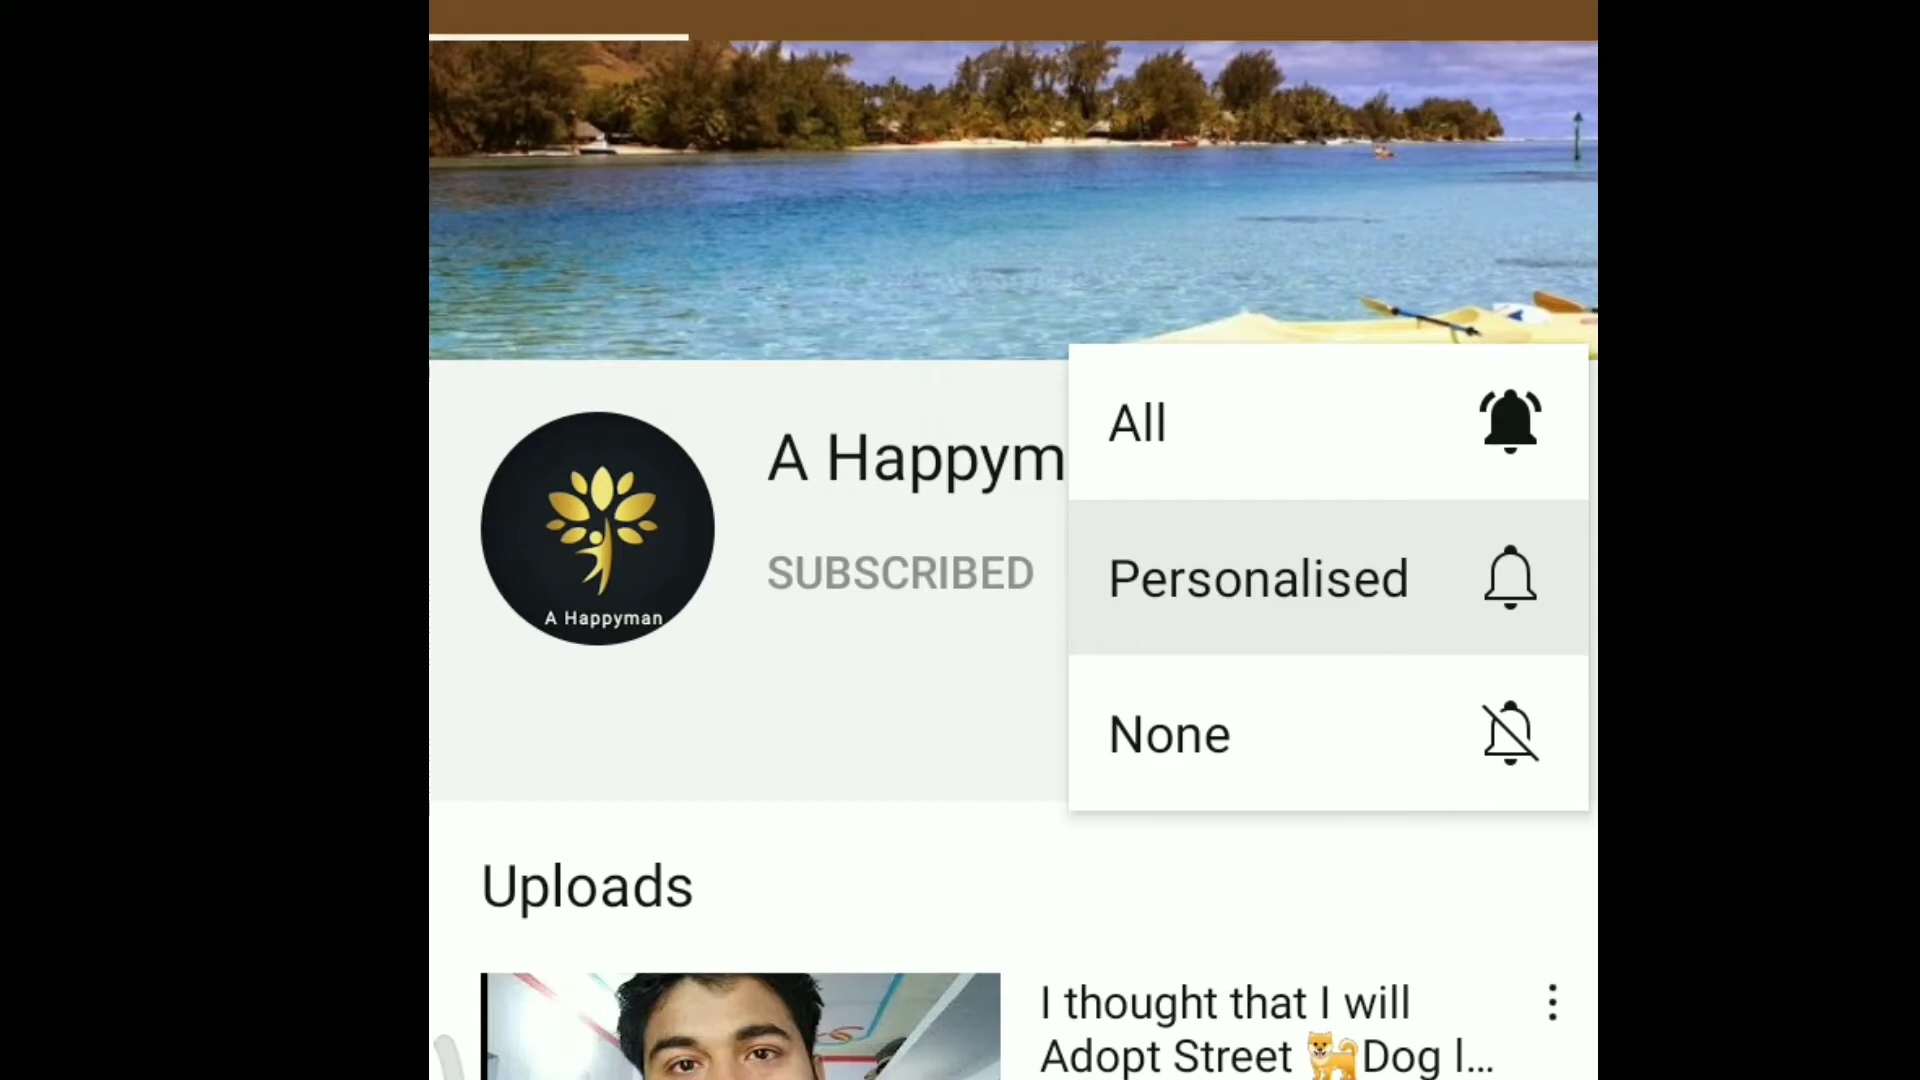 A Happym
SUBSCRIBED
A Happyman
All
Personalised
None
Uploads
I thought that I will
Adopt Street 🐕Dog l...